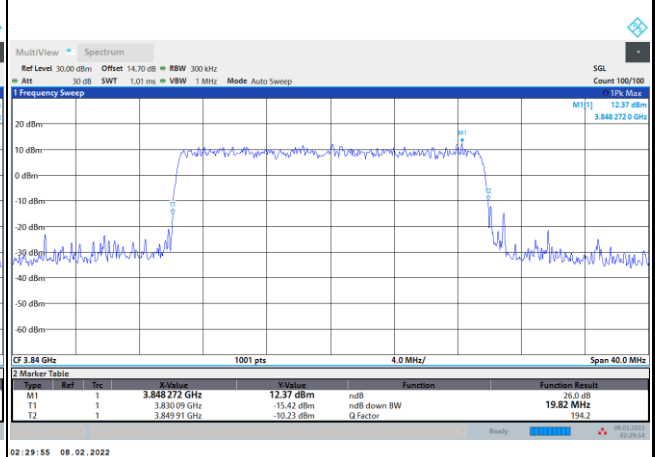 MultiView Spectrum
Ref Level 30.00 dBm Offset 14.70 dB RBW 300 kHz SGL
Att 30 dB SWT 1.01 ms VBW 1 MHz Mode Auto Sweep Count 100/100
1 Frequency Sweep 1Pk Max
M1[1] 12.37 dBm
3.848 272 0 GHz
M1
20 dBm
10 dBm
0 dBm
-10 dBm
-20 dBm
-30 dBm
-40 dBm
-50 dBm
-60 dBm
T1
T2
CF 3.84 GHz 1001 pts 4.0 MHz/ Span 40.0 MHz
2 Marker Table
Type Ref Trc X-Value Y-Value Function Function Result
M1 1 3.848 272 GHz 12.37 dBm ndB 26.0 dB
T1 1 3.830 09 GHz -15.42 dBm ndB down BW 19.82 MHz
T2 1 3.849 91 GHz -10.23 dBm Q Factor 194.2
Ready 08.02.2022
02:29:54
02:29:55 08.02.2022